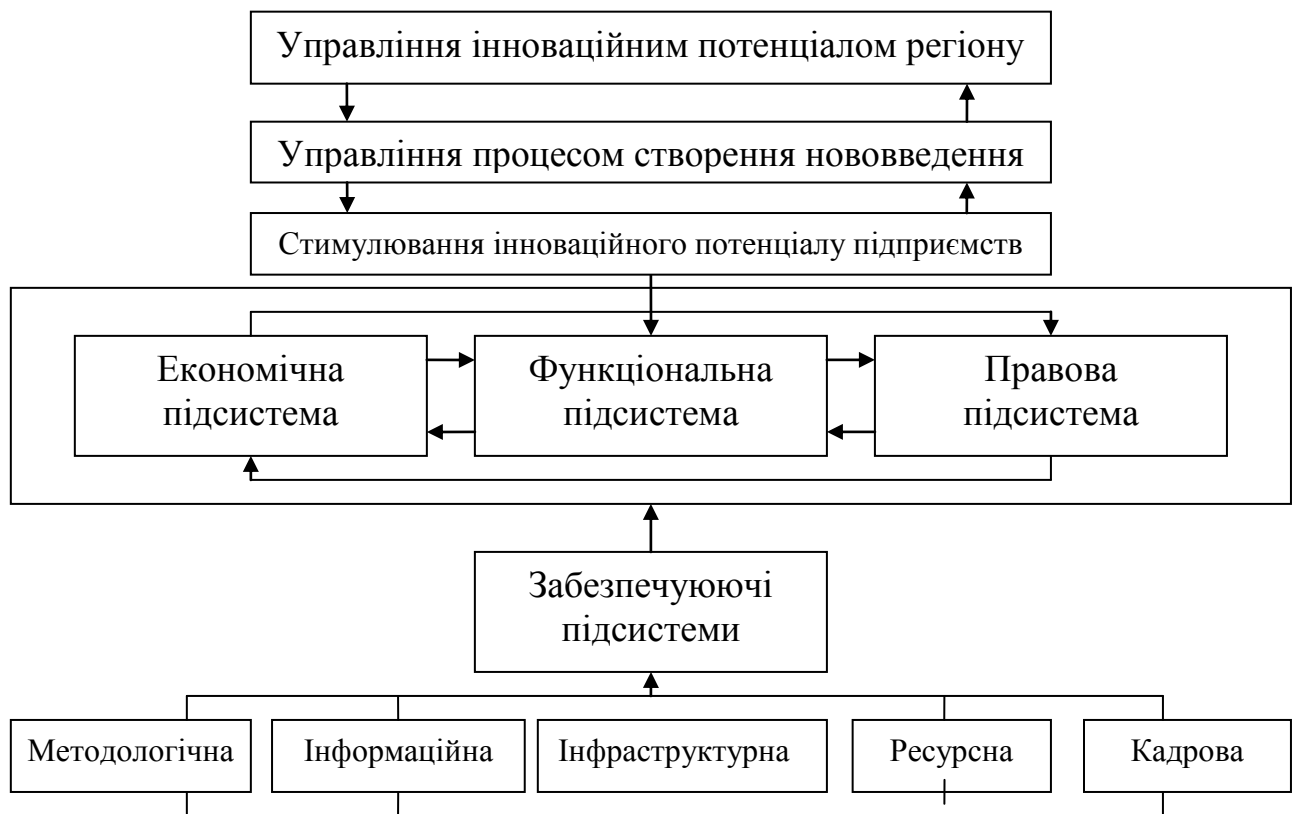 Управління інноваційним потенціалом регіону
Управління процесом створення нововведення
Стимулювання інноваційного потенціалу підприємств
Економічна
підсистема
Функціональна
підсистема
Правова
підсистема
Забезпечуюючі
підсистеми
Методологічна
Інформаційна
Інфраструктурна
Ресурсна
Кадрова